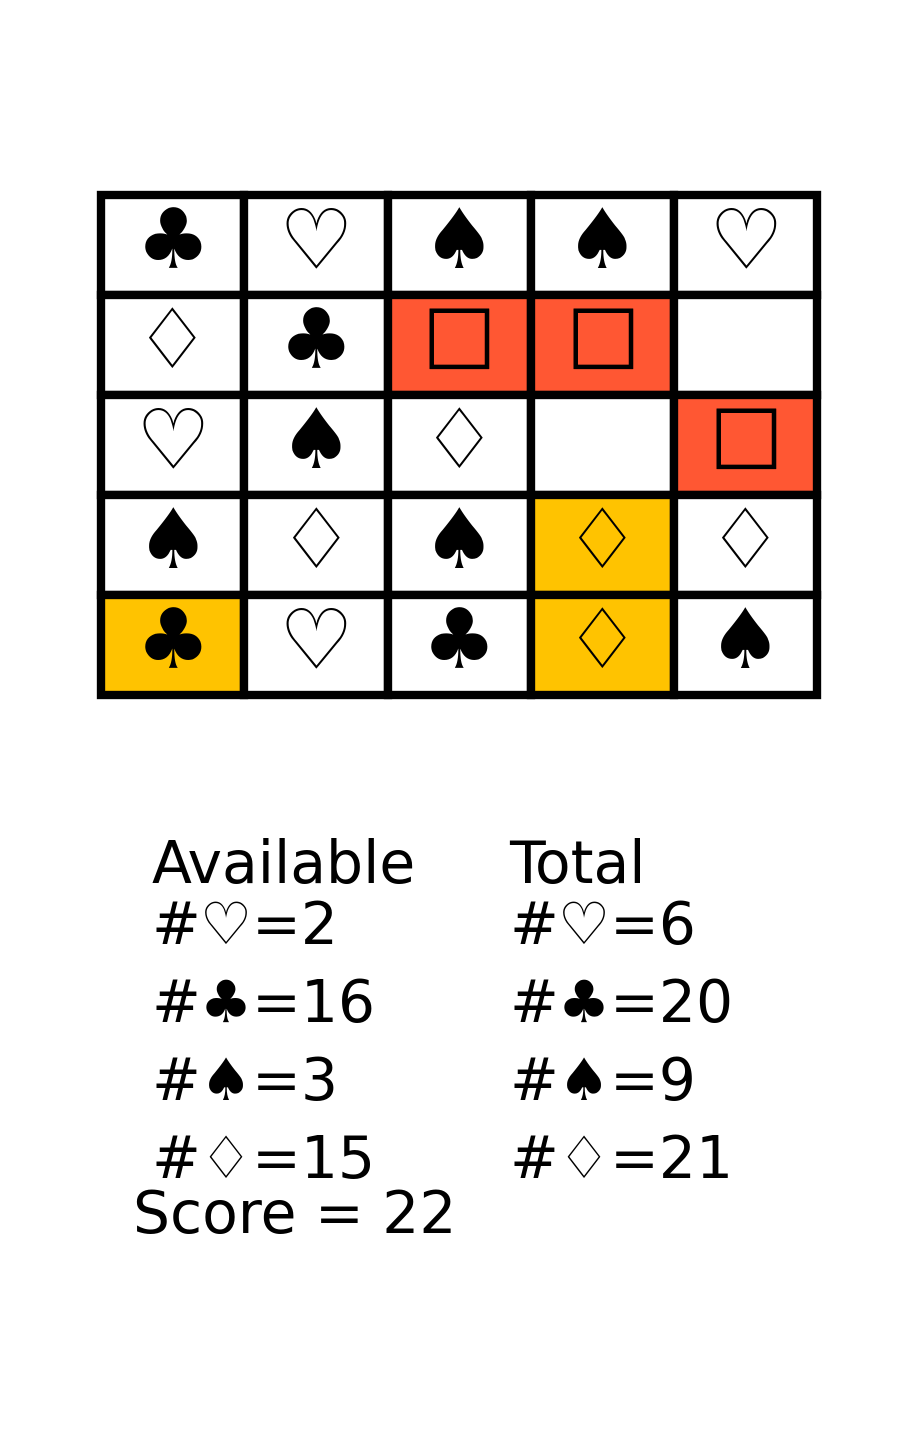 ♣ ♡ ♠ ♠ ♡
♢ ♣ □ □
♡ ♠ ♢ □
♠ ♢ ♠ ♢ ♢
♣ ♡ ♣ ♢ ♠
Available Total
#♡=2 #♡=6
#♣=16 #♣=20
#♠=3 #♠=9
#♢=15 #♢=21
Score = 22